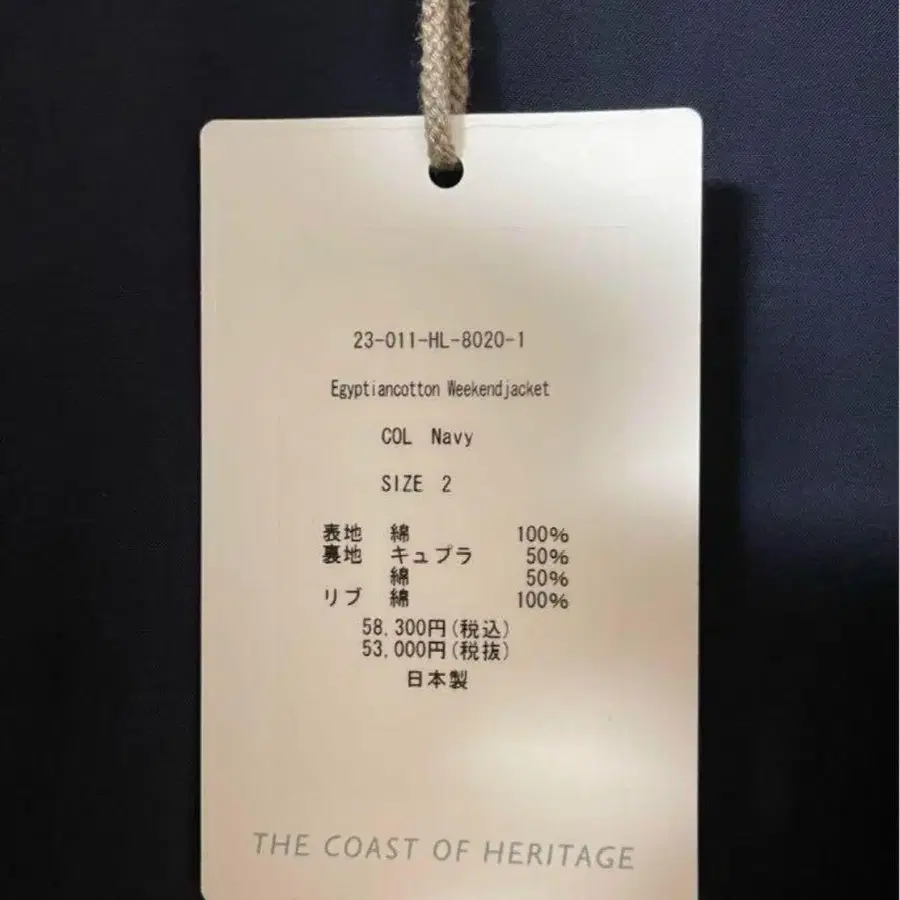 23-011-HL-8020-1
Egyptiancotton Weekendjacket
COL Navy
SIZE 2
表地 綿 100%
裏地 キュプラ 50%
綿 50%
リブ 綿 100%
58,300円(税込)
53,000円(税抜)
日本製
THE COAST OF HERITAGE